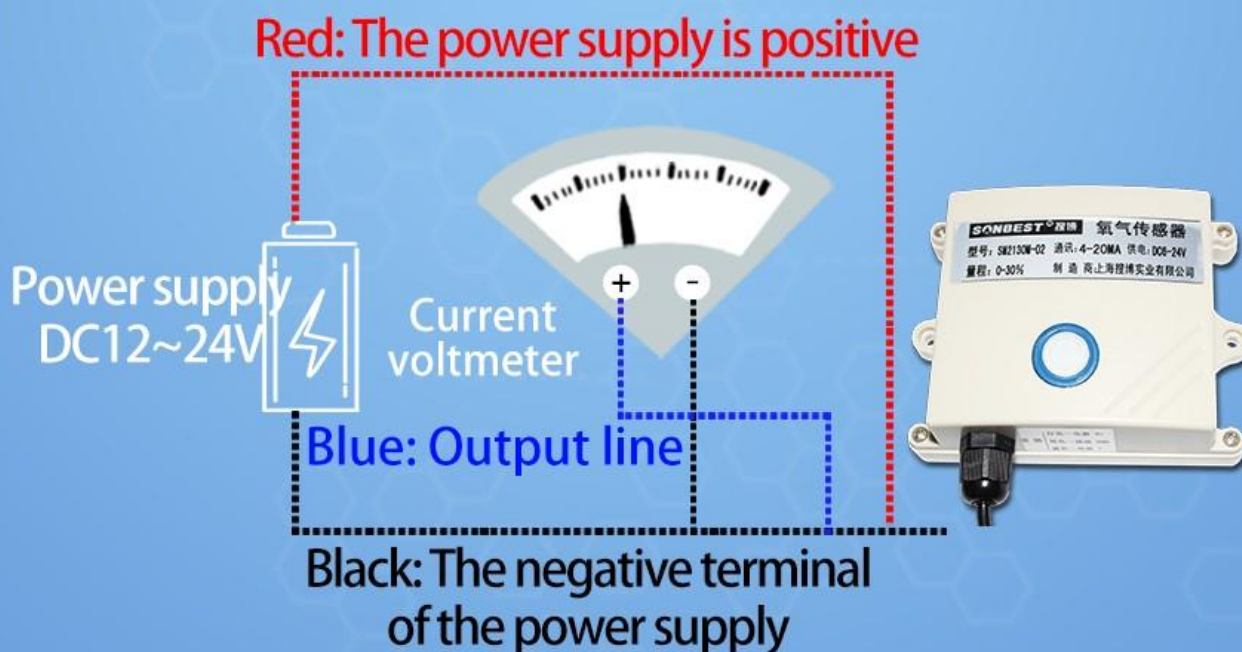 Red: The power supply is positive
Power supply
DC12~24V
Current
voltmeter
+ -
SONBEST® 搜博 氧气传感器
型号: SM2130M-02 通讯: 4-20MA 供电: DC6-24V
量程: 0-30% 制 造 商上海搜博实业有限公司
Blue: Output line
Black: The negative terminal
of the power supply